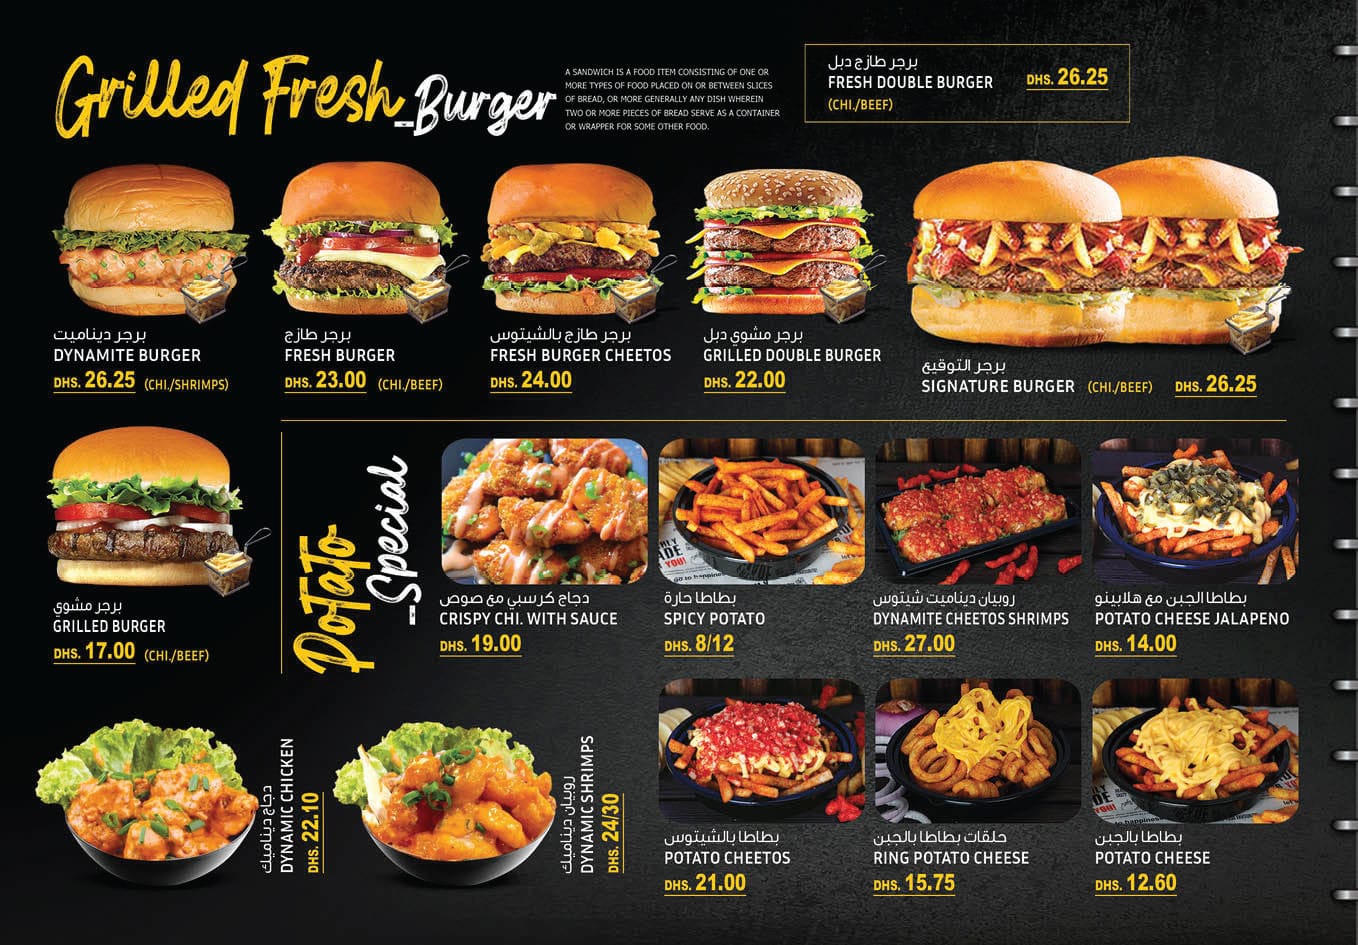 Grilled Fresh
_Burger
A SANDWICH IS A FOOD ITEM CONSISTING OF ONE OR
MORE TYPES OF FOOD PLACED ON OR BETWEEN SLICES
OF BREAD, OR MORE GENERALLY ANY DISH WHEREIN
TWO OR MORE PIECES OF BREAD SERVE AS A CONTAINER
OR WRAPPER FOR SOME OTHER FOOD.
برجر طازج دبل
FRESH DOUBLE BURGER
(CHI./BEEF)
DHS. 26.25
برجر ديناميت
DYNAMITE BURGER
DHS. 26.25 (CHI./SHRIMPS)
برجر طازج
FRESH BURGER
DHS. 23.00 (CHI./BEEF)
برجر طازج بالشيتوس
FRESH BURGER CHEETOS
DHS. 24.00
برجر مشوي دبل
GRILLED DOUBLE BURGER
DHS. 22.00
برجر التوقيع
SIGNATURE BURGER (CHI./BEEF) DHS. 26.25
برجر مشوي
GRILLED BURGER
DHS. 17.00 (CHI./BEEF)
PoTaTo
_Special
دجاج كرسبي مع صوص
CRISPY CHI. WITH SAUCE
DHS. 19.00
بطاطا حارة
SPICY POTATO
DHS. 8/12
روبيان ديناميت شيتوس
DYNAMITE CHEETOS SHRIMPS
DHS. 27.00
بطاطا الجبن مع هلابينو
POTATO CHEESE JALAPENO
DHS. 14.00
دجاج ديناميك
DYNAMIC CHICKEN
DHS. 22.10
روبيان ديناميك
DYNAMIC SHRIMPS
DHS. 24/30
بطاطا بالشيتوس
POTATO CHEETOS
DHS. 21.00
حلقات بطاطا بالجبن
RING POTATO CHEESE
DHS. 15.75
بطاطا بالجبن
POTATO CHEESE
DHS. 12.60